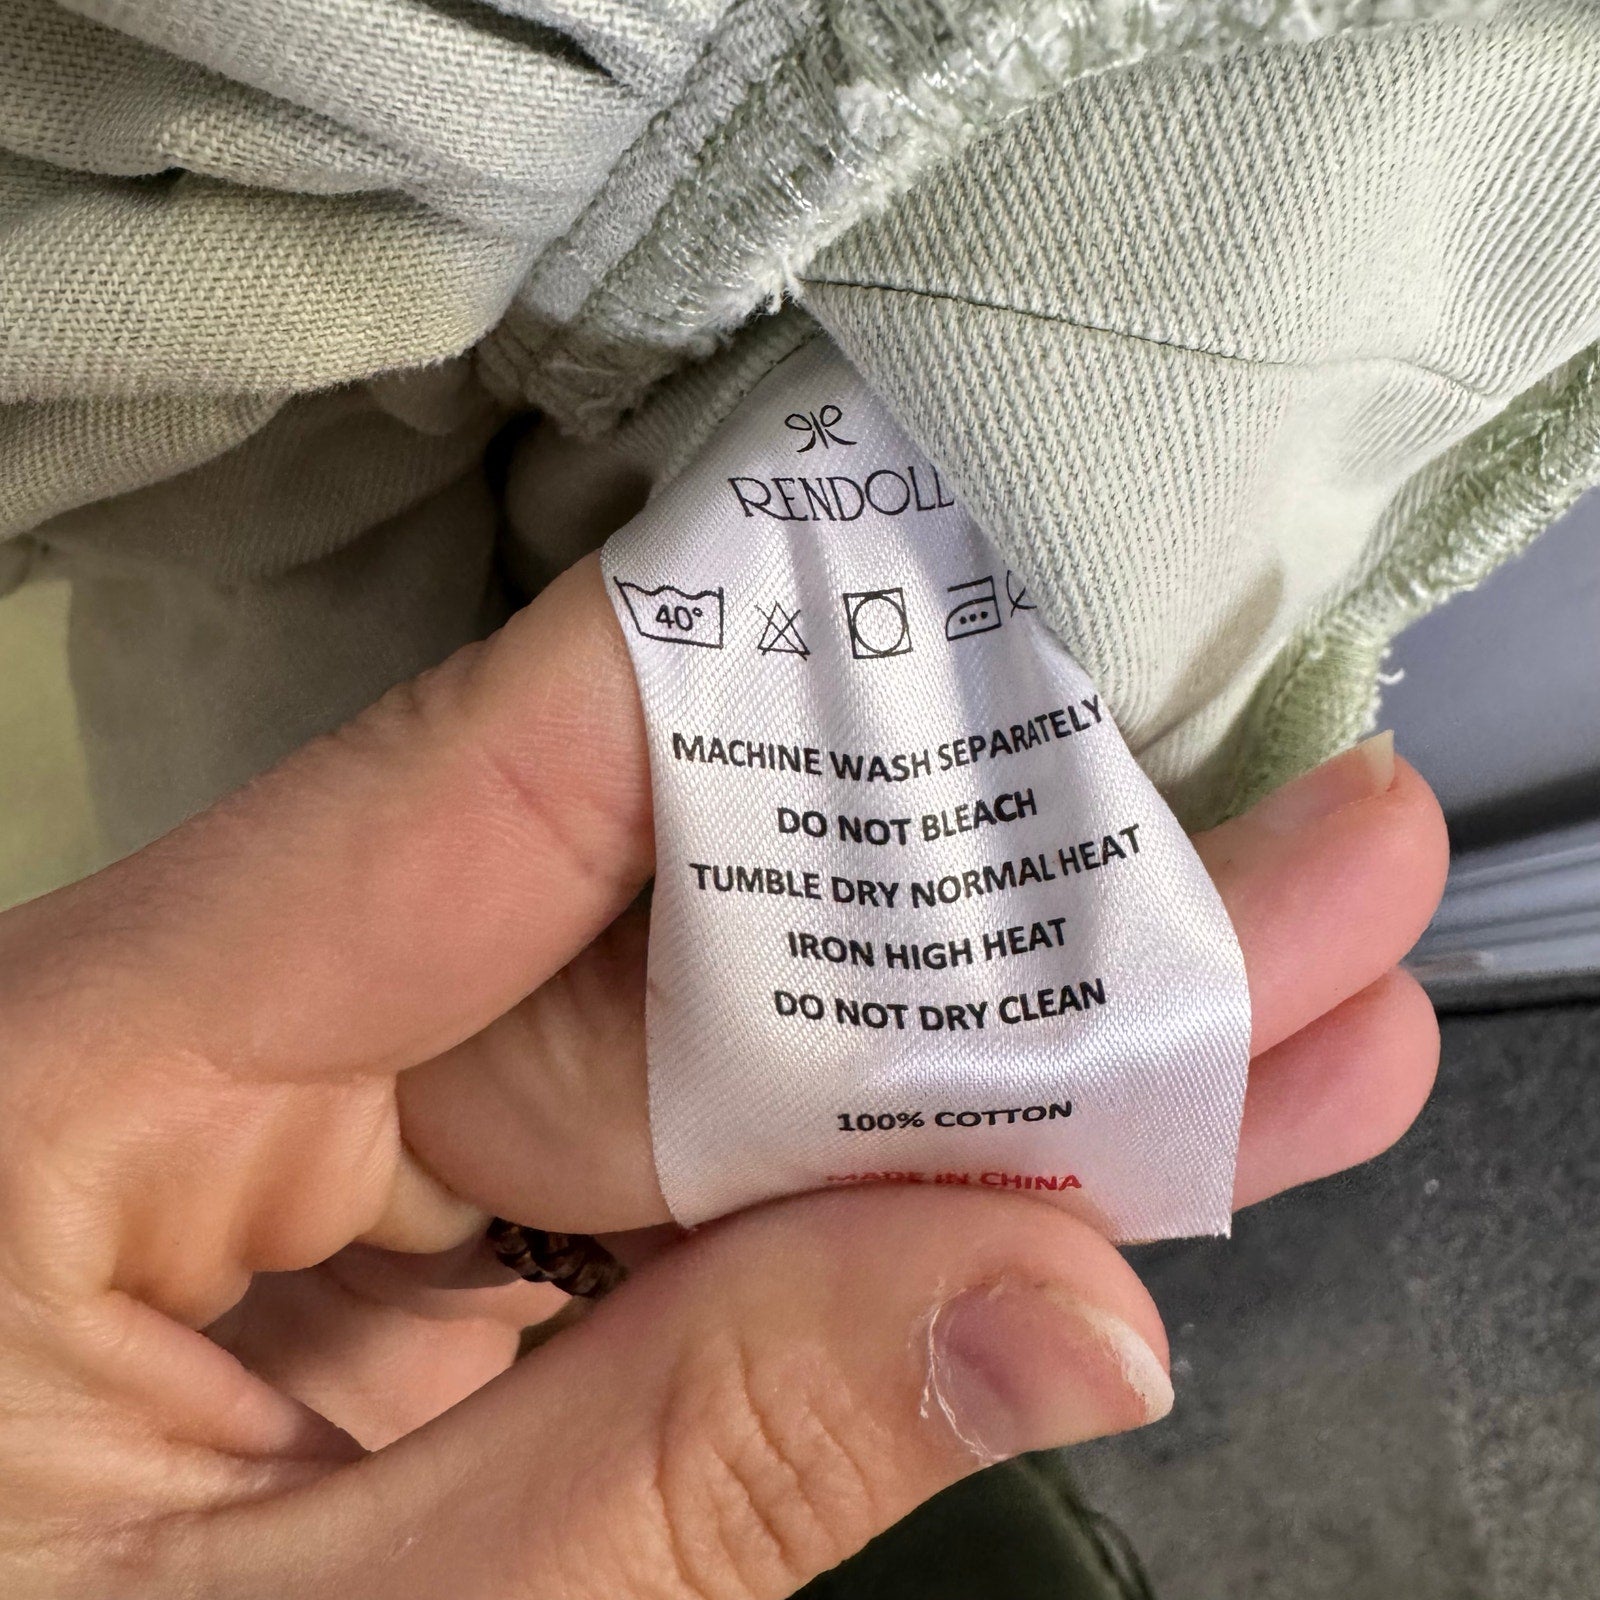 RENDOLL
40°
MACHINE WASH SEPARATELY
DO NOT BLEACH
TUMBLE DRY NORMAL HEAT
IRON HIGH HEAT
DO NOT DRY CLEAN
100% COTTON
MADE IN CHINA